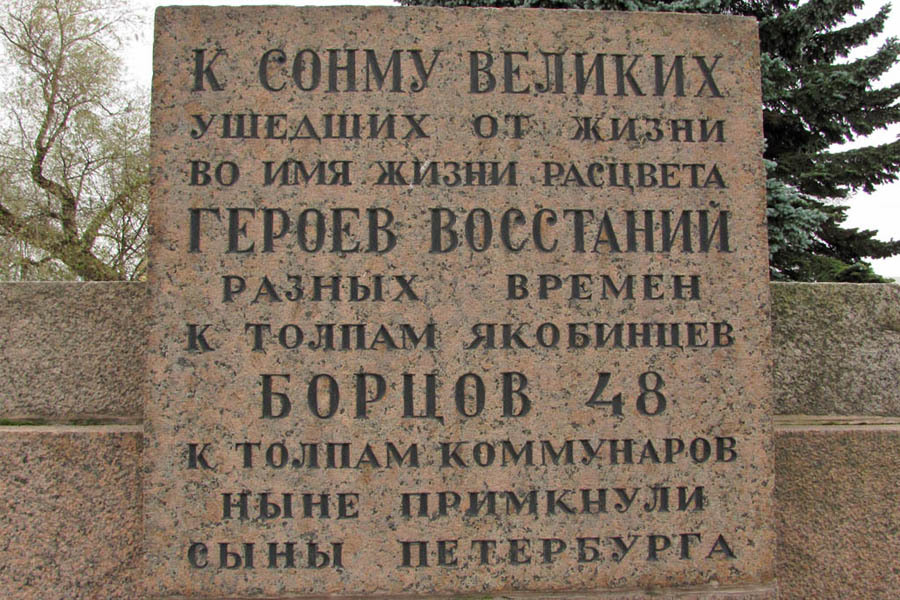 К СОНМУ ВЕЛИКИХ
УШЕДШИХ ОТ ЖИЗНИ
ВО ИМЯ ЖИЗНИ РАСЦВЕТА
ГЕРОЕВ ВОССТАНИЙ
РАЗНЫХ ВРЕМЕН
К ТОЛПАМ ЯКОБИНЦЕВ
БОРЦОВ 48
К ТОЛПАМ КОММУНАРОВ
НЫНЕ ПРИМКНУЛИ
СЫНЫ ПЕТЕРБУРГА